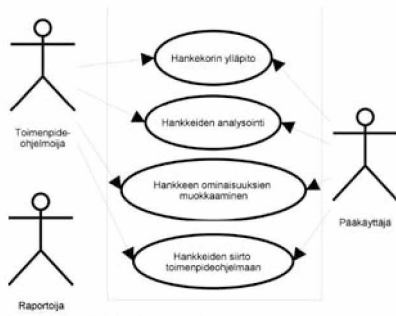 Hankekorin ylläpito
Hankkeiden analysointi
Toimenpide-
ohjelmoija
Hankkeen ominaisuuksien
muokkaaminen
Pääkäyttäjä
Hankkeiden siirto
toimenpideohjelmaan
Raportoija